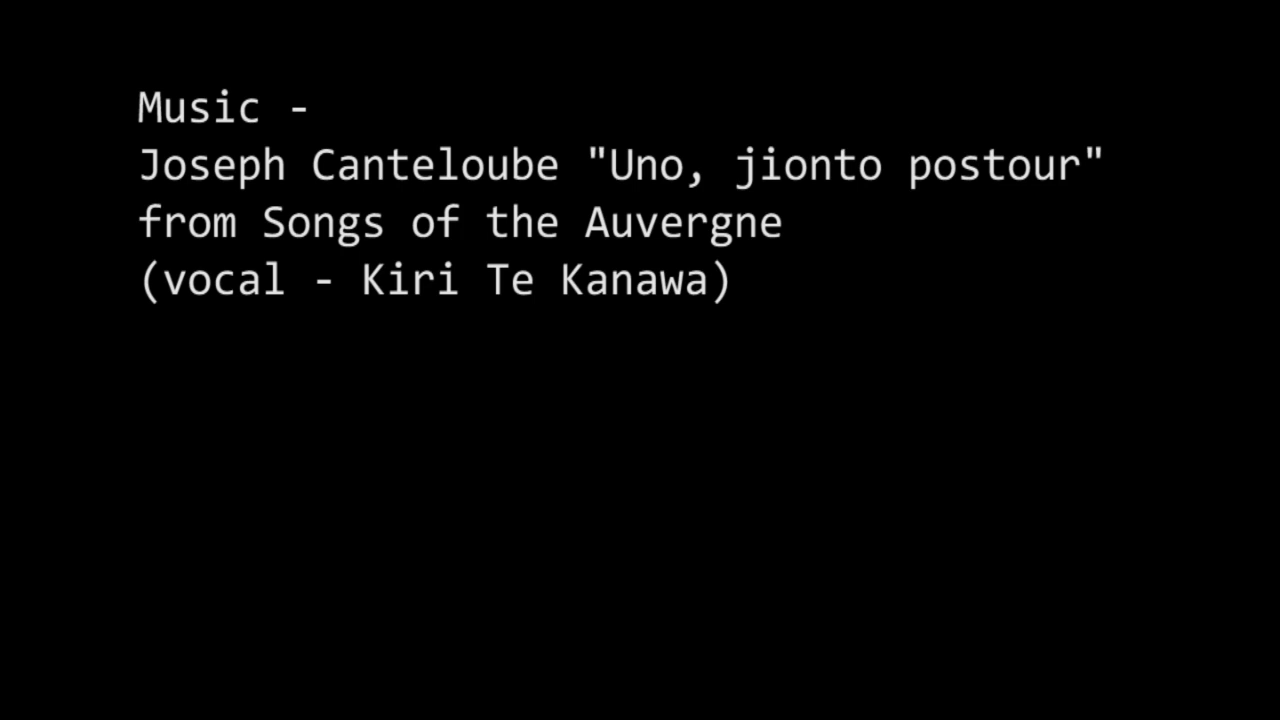 Music -
Joseph Canteloube "Uno, jionto postour"
from Songs of the Auvergne
(vocal - Kiri Te Kanawa)